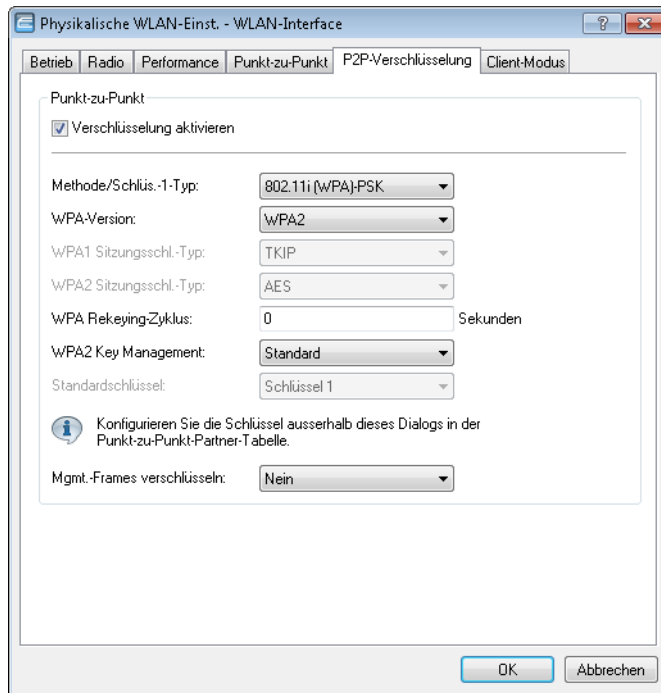 Physikalische WLAN-Einst. - WLAN-Interface
?
Betrieb Radio Performance Punkt-zu-Punkt P2P-Verschlüsselung Client-Modus
Punkt-zu-Punkt
Verschlüsselung aktivieren
Methode/Schlüs.-1-Typ: 802.11i (WPA)-PSK
WPA-Version: WPA2
WPA1 Sitzungsschl.-Typ: TKIP
WPA2 Sitzungsschl.-Typ: AES
WPA Rekeying-Zyklus: 0 Sekunden
WPA2 Key Management: Standard
Standardschlüssel: Schlüssel 1
Konfigurieren Sie die Schlüssel ausserhalb dieses Dialogs in der
Punkt-zu-Punkt-Partner-Tabelle.
Mgmt.-Frames verschlüsseln: Nein
OK Abbrechen